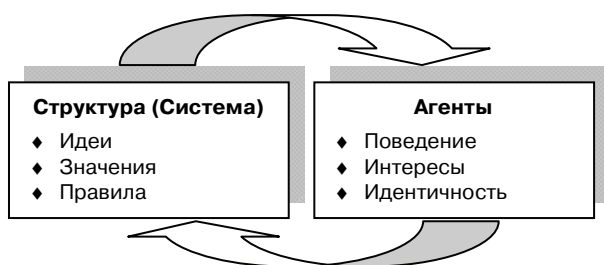 Структура (Система)
♦ Идеи
♦ Значения
♦ Правила
Агенты
♦ Поведение
♦ Интересы
♦ Идентичность